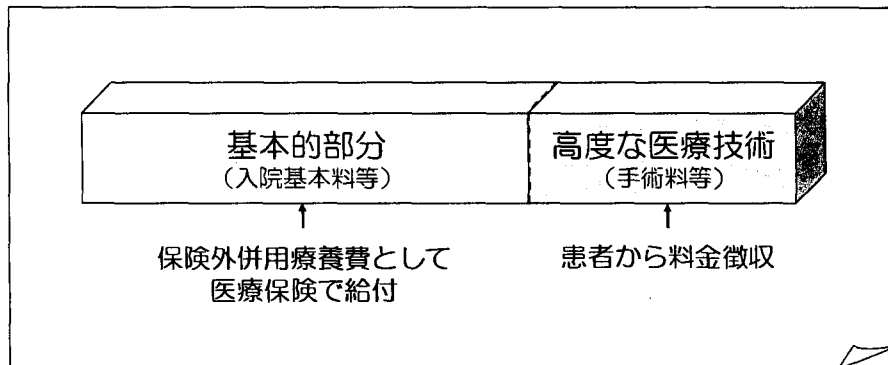 基本的部分
（入院基本料等）
高度な医療技術
（手術料等）
保険外併用療養費として
医療保険で給付
患者から料金徴収